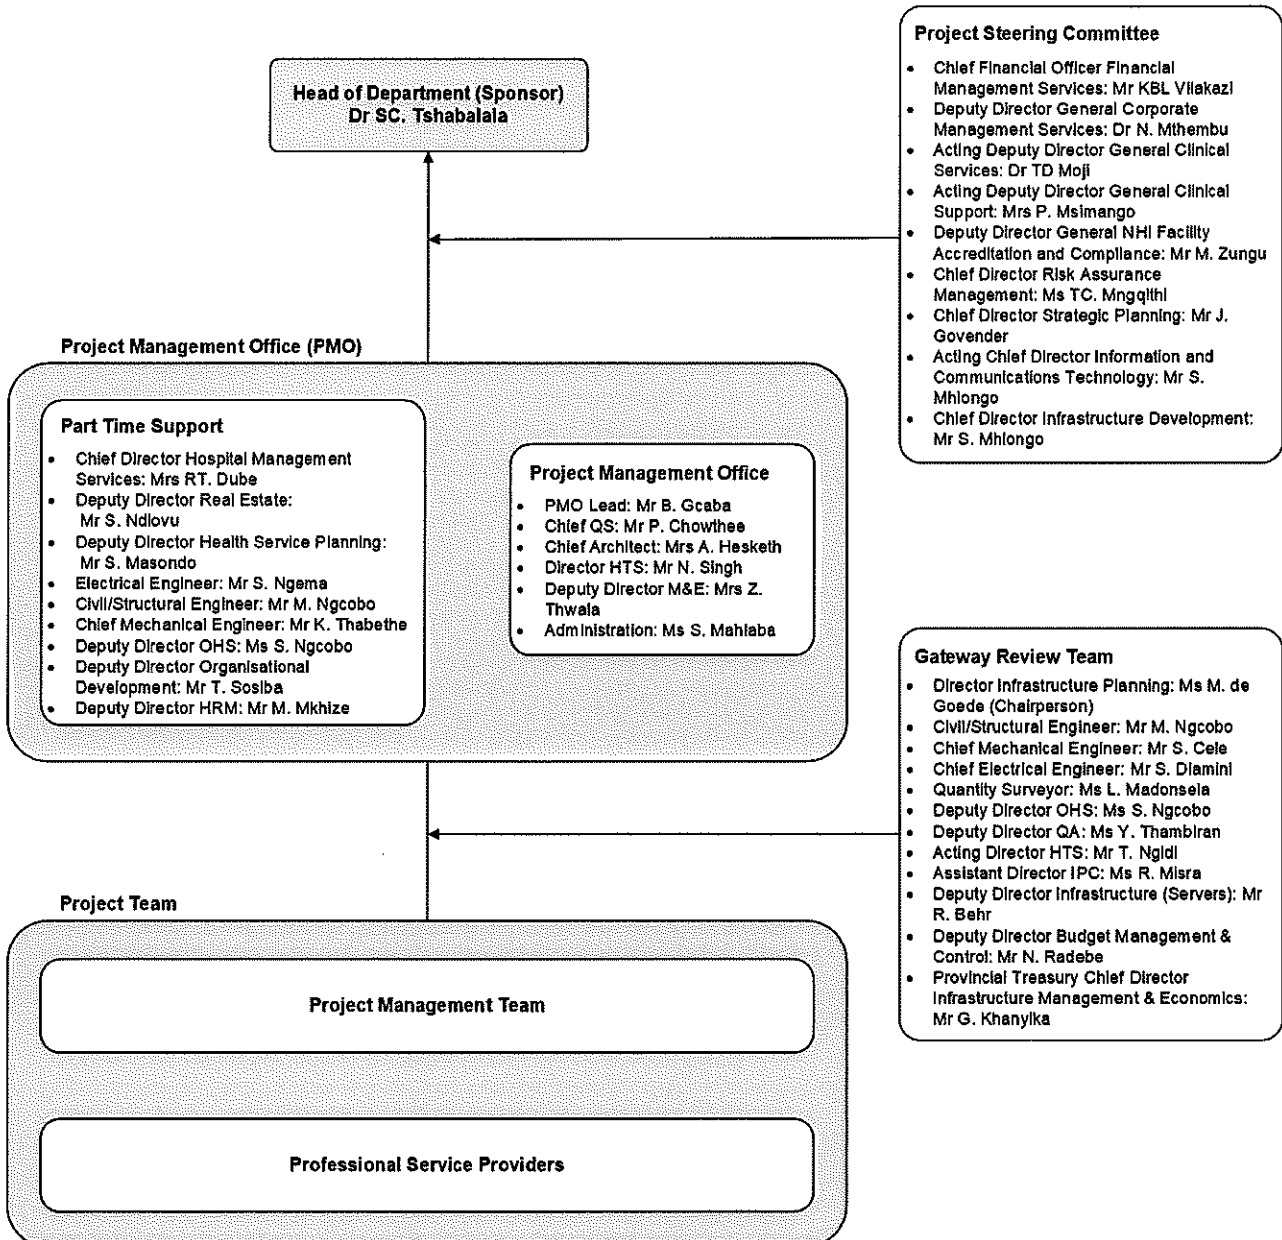 Head of Department (Sponsor)
Dr SC. Tshabalala
Project Steering Committee
• Chief Financial Officer Financial
Management Services: Mr KBL Vilakazi
• Deputy Director General Corporate
Management Services: Dr N. Mthembu
• Acting Deputy Director General Clinical
Services: Dr TD Moji
• Acting Deputy Director General Clinical
Support: Mrs P. Msimango
• Deputy Director General NHI Facility
Accreditation and Compliance: Mr M. Zungu
• Chief Director Risk Assurance
Management: Ms TC. Mngqithi
• Chief Director Strategic Planning: Mr J.
Govender
• Acting Chief Director Information and
Communications Technology: Mr S.
Mhlongo
• Chief Director Infrastructure Development:
Mr S. Mhlongo
Project Management Office (PMO)
Part Time Support
• Chief Director Hospital Management
Services: Mrs RT. Dube
• Deputy Director Real Estate:
Mr S. Ndlovu
• Deputy Director Health Service Planning:
Mr S. Masondo
• Electrical Engineer: Mr S. Ngema
• Civil/Structural Engineer: Mr M. Ngcobo
• Chief Mechanical Engineer: Mr K. Thabethe
• Deputy Director OHS: Ms S. Ngcobo
• Deputy Director Organisational
Development: Mr T. Sosiba
• Deputy Director HRM: Mr M. Mkhize
Project Management Office
• PMO Lead: Mr B. Gcaba
• Chief QS: Mr P. Chowthee
• Chief Architect: Mrs A. Hesketh
• Director HTS: Mr N. Singh
• Deputy Director M&E: Mrs Z.
Thwala
• Administration: Ms S. Mahlaba
Gateway Review Team
• Director Infrastructure Planning: Ms M. de
Goede (Chairperson)
• Civil/Structural Engineer: Mr M. Ngcobo
• Chief Mechanical Engineer: Mr S. Cele
• Chief Electrical Engineer: Mr S. Dlamini
• Quantity Surveyor: Ms L. Madonsela
• Deputy Director OHS: Ms S. Ngcobo
• Deputy Director QA: Ms Y. Thambiran
• Acting Director HTS: Mr T. Ngidi
• Assistant Director IPC: Ms R. Misra
• Deputy Director Infrastructure (Servers): Mr
R. Behr
• Deputy Director Budget Management &
Control: Mr N. Radebe
• Provincial Treasury Chief Director
Infrastructure Management & Economics:
Mr G. Khanyika
Project Team
Project Management Team
Professional Service Providers